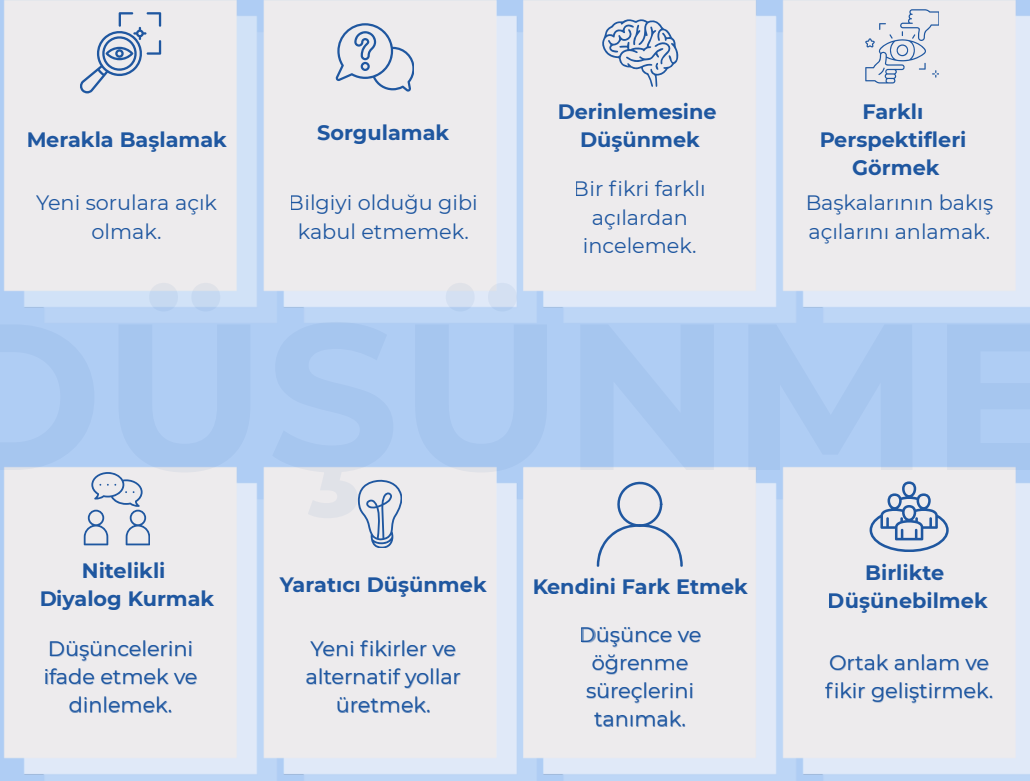 Merakla Başlamak
Yeni sorulara açık
olmak.
Sorgulamak
Bilgiyi olduğu gibi
kabul etmemek.
Derinlemesine
Düşünmek
Bir fikri farklı
açılardan
incelemek.
Farklı
Perspektifleri
Görmek
Başkalarının bakış
açılarını anlamak.
DÜŞÜNME
Nitelikli
Diyalog Kurmak
Düşüncelerini
ifade etmek ve
dinlemek.
Yaratıcı Düşünmek
Yeni fikirler ve
alternatif yollar
üretmek.
Kendini Fark Etmek
Düşünce ve
öğrenme
süreçlerini
tanımak.
Birlikte
Düşünebilmek
Ortak anlam ve
fikir geliştirmek.